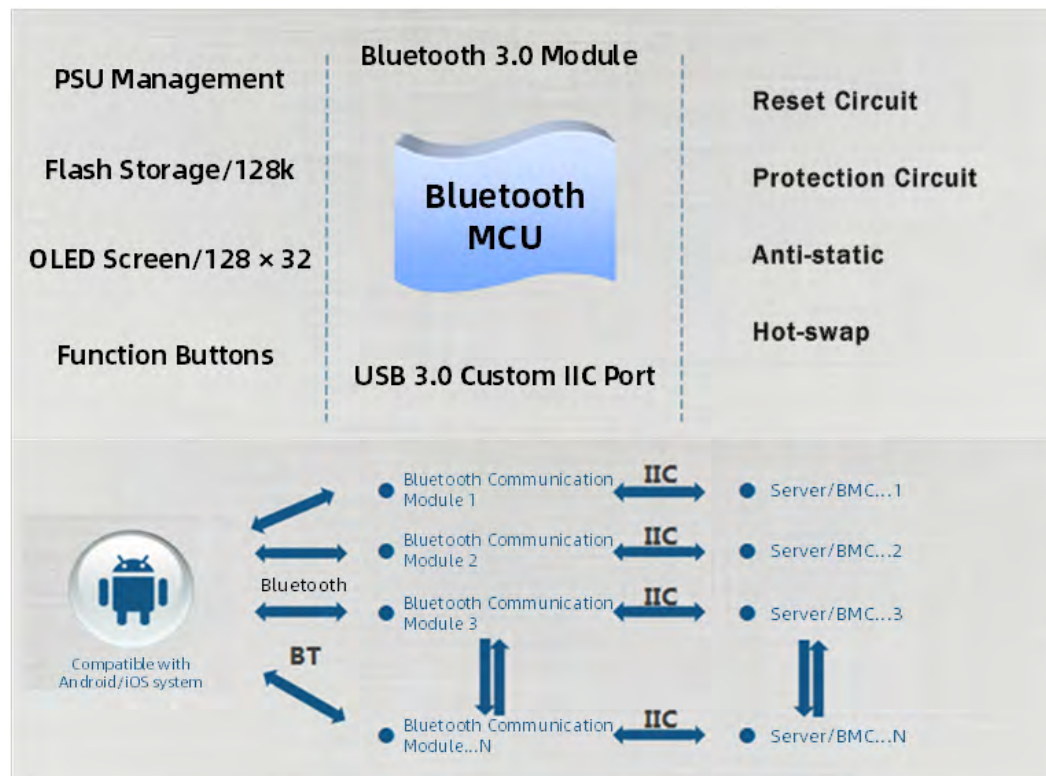 PSU Management
Flash Storage/128k
OLED Screen/128 × 32
Function Buttons
Bluetooth 3.0 Module
Bluetooth
MCU
USB 3.0 Custom IIC Port
Reset Circuit
Protection Circuit
Anti-static
Hot-swap
Compatible with
Android/iOS system
Bluetooth
BT
Bluetooth Communication
Module 1
IIC
Server/BMC...1
Bluetooth Communication
Module 2
IIC
Server/BMC...2
Bluetooth Communication
Module 3
IIC
Server/BMC...3
Bluetooth Communication
Module...N
IIC
Server/BMC...N